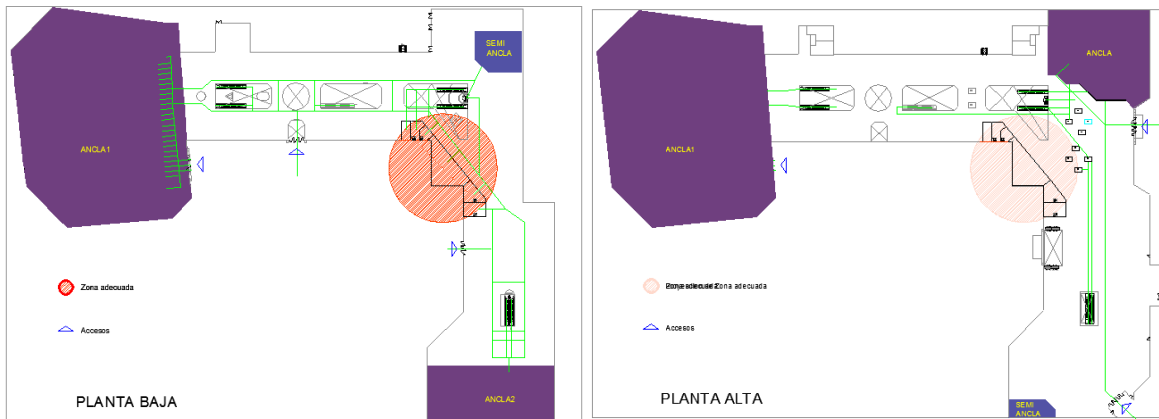 SEMI
ANCLA
ANCLA1
Zona adecuada
Accesos
PLANTA BAJA
ANCLA2
ANCLA
ANCLA1
Zona adecuada
Accesos
PLANTA ALTA
SEMI
ANCLA